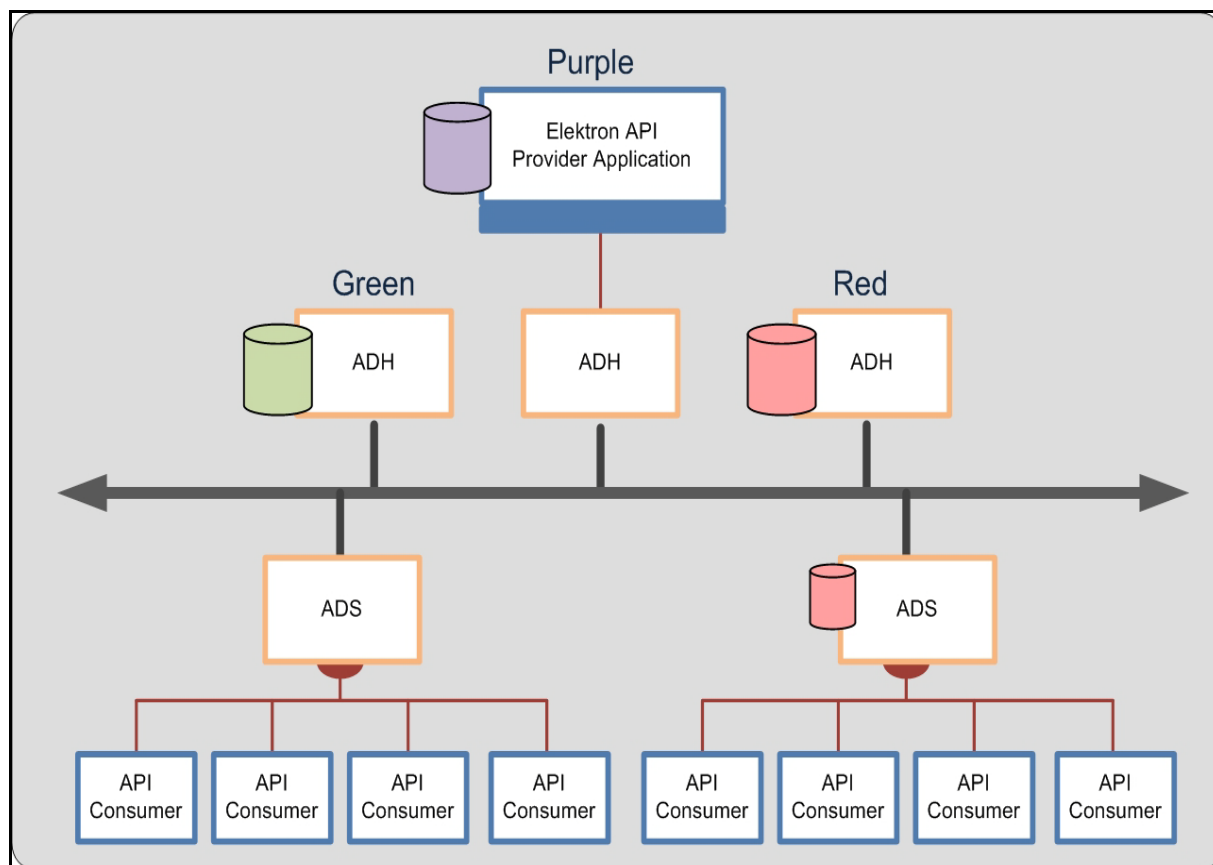 Purple
Elektron API
Provider Application
Green
Red
ADH
ADH
ADH
ADS
ADS
API
Consumer
API
Consumer
API
Consumer
API
Consumer
API
Consumer
API
Consumer
API
Consumer
API
Consumer